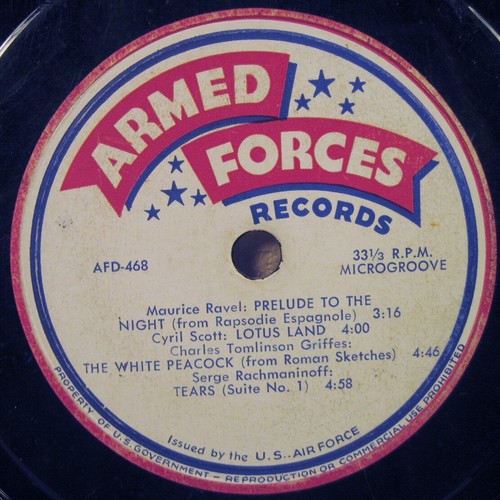 ARMED
FORCES
RECORDS
AFD-468
33 1/3 R.P.M.
MICROGROOVE
Maurice Ravel: PRELUDE TO THE
NIGHT (from Rapsodie Espagnole) 3:16
Cyril Scott: LOTUS LAND 4:00
Charles Tomlinson Griffes:
THE WHITE PEACOCK (from Roman Sketches) 4:46
Serge Rachmaninoff:
TEARS (Suite No. 1) 4:58
Issued by the U.S. AIR FORCE
PROPERTY OF U.S. GOVERNMENT - REPRODUCTION OR COMMERCIAL USE PROHIBITED